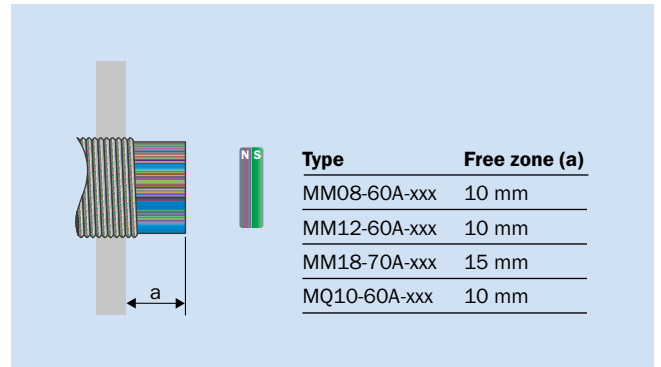 N S
a
Type Free zone (a)
MM08-60A-xxx 10 mm
MM12-60A-xxx 10 mm
MM18-70A-xxx 15 mm
MQ10-60A-xxx 10 mm